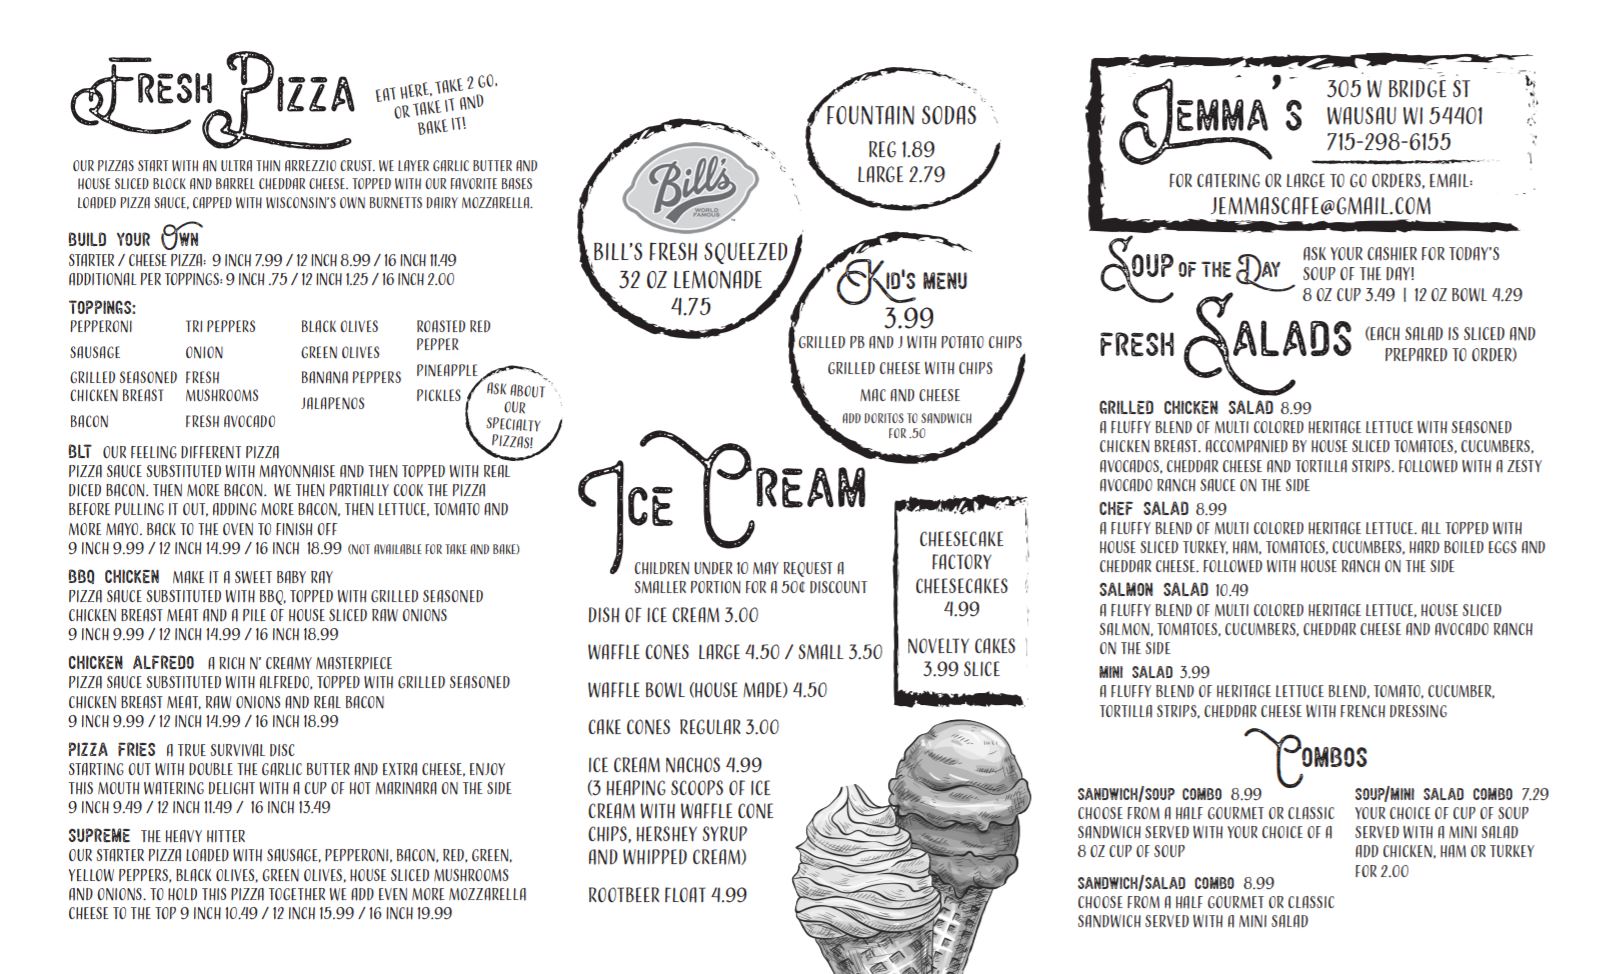 FRESH PIZZA
EAT HERE, TAKE 2 GO,
OR TAKE IT AND
BAKE IT!
OUR PIZZAS START WITH AN ULTRA THIN ARREZZIO CRUST. WE LAYER GARLIC BUTTER AND
HOUSE SLICED BLOCK AND BARREL CHEDDAR CHEESE. TOPPED WITH OUR FAVORITE BASES
LOADED PIZZA SAUCE, CAPPED WITH WISCONSIN'S OWN BURNETTS DAIRY MOZZARELLA.
BUILD YOUR OWN
STARTER / CHEESE PIZZA: 9 INCH 7.99 / 12 INCH 8.99 / 16 INCH 11.49
ADDITIONAL PER TOPPINGS: 9 INCH .75 / 12 INCH 1.25 / 16 INCH 2.00
TOPPINGS:
PEPPERONI
SAUSAGE
GRILLED SEASONED
CHICKEN BREAST
BACON
TRI PEPPERS
ONION
FRESH
MUSHROOMS
FRESH AVOCADO
BLACK OLIVES
GREEN OLIVES
BANANA PEPPERS
JALAPENOS
ROASTED RED
PEPPER
PINEAPPLE
PICKLES
ASK ABOUT
OUR
SPECIALTY
PIZZAS!
BLT OUR FEELING DIFFERENT PIZZA
PIZZA SAUCE SUBSTITUTED WITH MAYONNAISE AND THEN TOPPED WITH REAL
DICED BACON. THEN MORE BACON. WE THEN PARTIALLY COOK THE PIZZA
BEFORE PULLING IT OUT, ADDING MORE BACON, THEN LETTUCE, TOMATO AND
MORE MAYO. BACK TO THE OVEN TO FINISH OFF
9 INCH 9.99 / 12 INCH 14.99 / 16 INCH 18.99 (NOT AVAILABLE FOR TAKE AND BAKE)
BBQ CHICKEN MAKE IT A SWEET BABY RAY
PIZZA SAUCE SUBSTITUTED WITH BBQ, TOPPED WITH GRILLED SEASONED
CHICKEN BREAST MEAT AND A PILE OF HOUSE SLICED RAW ONIONS
9 INCH 9.99 / 12 INCH 14.99 / 16 INCH 18.99
CHICKEN ALFREDO A RICH N' CREAMY MASTERPIECE
PIZZA SAUCE SUBSTITUTED WITH ALFREDO, TOPPED WITH GRILLED SEASONED
CHICKEN BREAST MEAT, RAW ONIONS AND REAL BACON
9 INCH 9.99 / 12 INCH 14.99 / 16 INCH 18.99
PIZZA FRIES A TRUE SURVIVAL DISC
STARTING OUT WITH DOUBLE THE GARLIC BUTTER AND EXTRA CHEESE, ENJOY
THIS MOUTH WATERING DELIGHT WITH A CUP OF HOT MARINARA ON THE SIDE
9 INCH 9.49 / 12 INCH 11.49 / 16 INCH 13.49
SUPREME THE HEAVY HITTER
OUR STARTER PIZZA LOADED WITH SAUSAGE, PEPPERONI, BACON, RED, GREEN,
YELLOW PEPPERS, BLACK OLIVES, GREEN OLIVES, HOUSE SLICED MUSHROOMS
AND ONIONS. TO HOLD THIS PIZZA TOGETHER WE ADD EVEN MORE MOZZARELLA
CHEESE TO THE TOP 9 INCH 10.49 / 12 INCH 15.99 / 16 INCH 19.99
Bill's
WORLD
FAMOUS
TM
BILL'S FRESH SQUEEZED
32 OZ LEMONADE
4.75
FOUNTAIN SODAS
REG 1.89
LARGE 2.79
KID'S MENU
3.99
GRILLED PB AND J WITH POTATO CHIPS
GRILLED CHEESE WITH CHIPS
MAC AND CHEESE
ADD DORITOS TO SANDWICH
FOR .50
ICE CREAM
CHILDREN UNDER 10 MAY REQUEST A
SMALLER PORTION FOR A 50¢ DISCOUNT
DISH OF ICE CREAM 3.00
WAFFLE CONES LARGE 4.50 / SMALL 3.50
WAFFLE BOWL (HOUSE MADE) 4.50
CAKE CONES REGULAR 3.00
ICE CREAM NACHOS 4.99
(3 HEAPING SCOOPS OF ICE
CREAM WITH WAFFLE CONE
CHIPS, HERSHEY SYRUP
AND WHIPPED CREAM)
ROOTBEER FLOAT 4.99
CHEESECAKE
FACTORY
CHEESECAKES
4.99
NOVELTY CAKES
3.99 SLICE
JEMMA'S
305 W BRIDGE ST
WAUSAU WI 54401
715-298-6155
FOR CATERING OR LARGE TO GO ORDERS, EMAIL:
JEMMASCAFE@GMAIL.COM
SOUP OF THE DAY
ASK YOUR CASHIER FOR TODAY'S
SOUP OF THE DAY!
8 OZ CUP 3.49 | 12 OZ BOWL 4.29
FRESH SALADS
(EACH SALAD IS SLICED AND
PREPARED TO ORDER)
GRILLED CHICKEN SALAD 8.99
A FLUFFY BLEND OF MULTI COLORED HERITAGE LETTUCE WITH SEASONED
CHICKEN BREAST. ACCOMPANIED BY HOUSE SLICED TOMATOES, CUCUMBERS,
AVOCADOS, CHEDDAR CHEESE AND TORTILLA STRIPS. FOLLOWED WITH A ZESTY
AVOCADO RANCH SAUCE ON THE SIDE
CHEF SALAD 8.99
A FLUFFY BLEND OF MULTI COLORED HERITAGE LETTUCE. ALL TOPPED WITH
HOUSE SLICED TURKEY, HAM, TOMATOES, CUCUMBERS, HARD BOILED EGGS AND
CHEDDAR CHEESE. FOLLOWED WITH HOUSE RANCH ON THE SIDE
SALMON SALAD 10.49
A FLUFFY BLEND OF MULTI COLORED HERITAGE LETTUCE, HOUSE SLICED
SALMON, TOMATOES, CUCUMBERS, CHEDDAR CHEESE AND AVOCADO RANCH
ON THE SIDE
MINI SALAD 3.99
A FLUFFY BLEND OF HERITAGE LETTUCE BLEND, TOMATO, CUCUMBER,
TORTILLA STRIPS, CHEDDAR CHEESE WITH FRENCH DRESSING
COMBOS
SANDWICH/SOUP COMBO 8.99
CHOOSE FROM A HALF GOURMET OR CLASSIC
SANDWICH SERVED WITH YOUR CHOICE OF A
8 OZ CUP OF SOUP
SANDWICH/SALAD COMBO 8.99
CHOOSE FROM A HALF GOURMET OR CLASSIC
SANDWICH SERVED WITH A MINI SALAD
SOUP/MINI SALAD COMBO 7.29
YOUR CHOICE OF CUP OF SOUP
SERVED WITH A MINI SALAD
ADD CHICKEN, HAM OR TURKEY
FOR 2.00